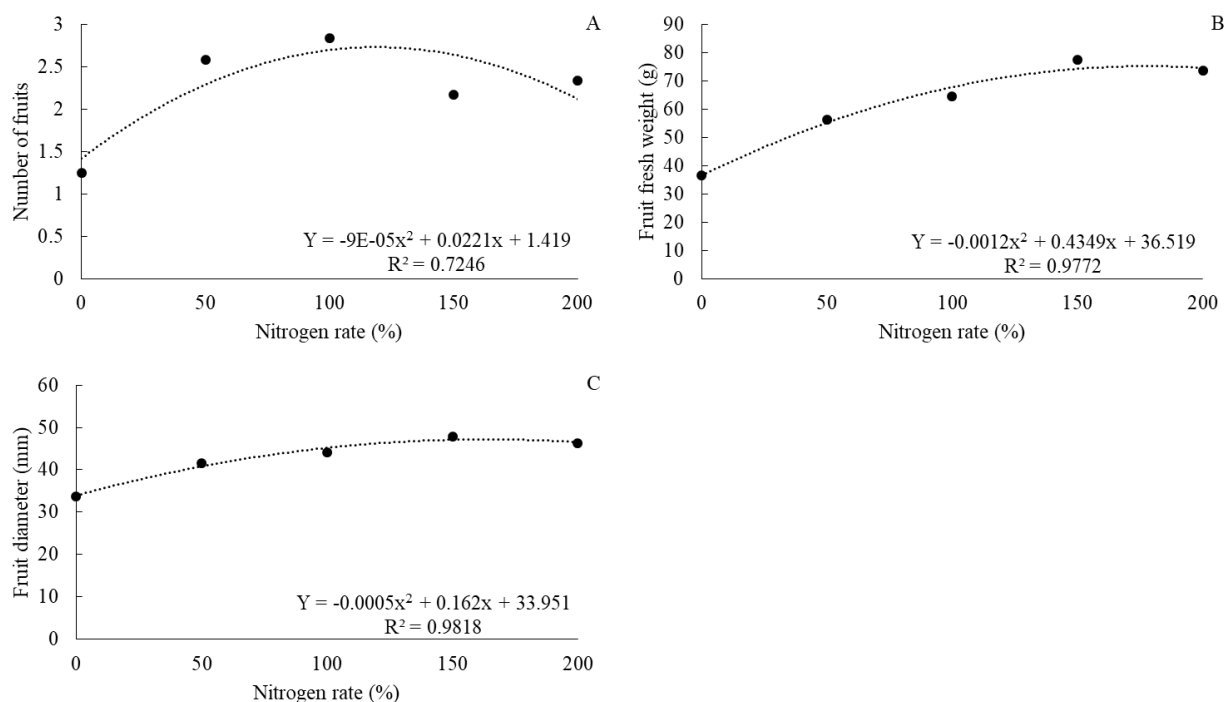 A
Number of fruits
3
2.5
2
1.5
1
0.5
0
Y = -9E-05x² + 0.0221x + 1.419
R² = 0.7246
0 50 100 150 200
Nitrogen rate (%)
B
Fruit fresh weight (g)
90
80
70
60
50
40
30
20
10
0
Y = -0.0012x² + 0.4349x + 36.519
R² = 0.9772
0 50 100 150 200
Nitrogen rate (%)
C
Fruit diameter (mm)
60
50
40
30
20
10
0
Y = -0.0005x² + 0.162x + 33.951
R² = 0.9818
0 50 100 150 200
Nitrogen rate (%)